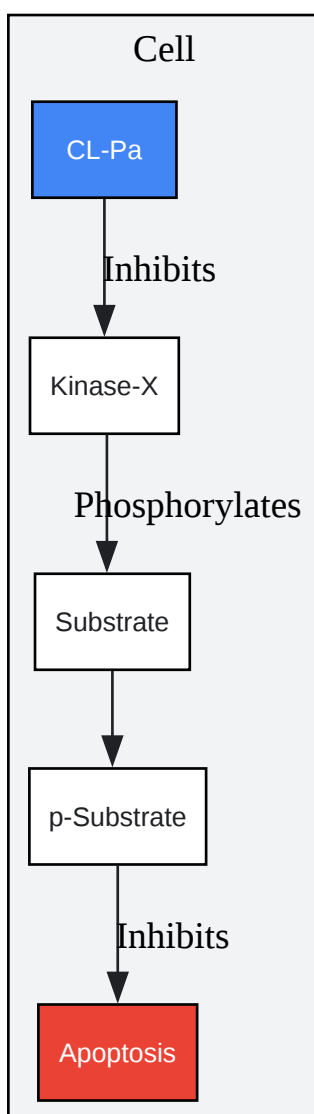 Cell
CL-Pa
Inhibits
Kinase-X
Phosphorylates
Substrate
p-Substrate
Inhibits
Apoptosis